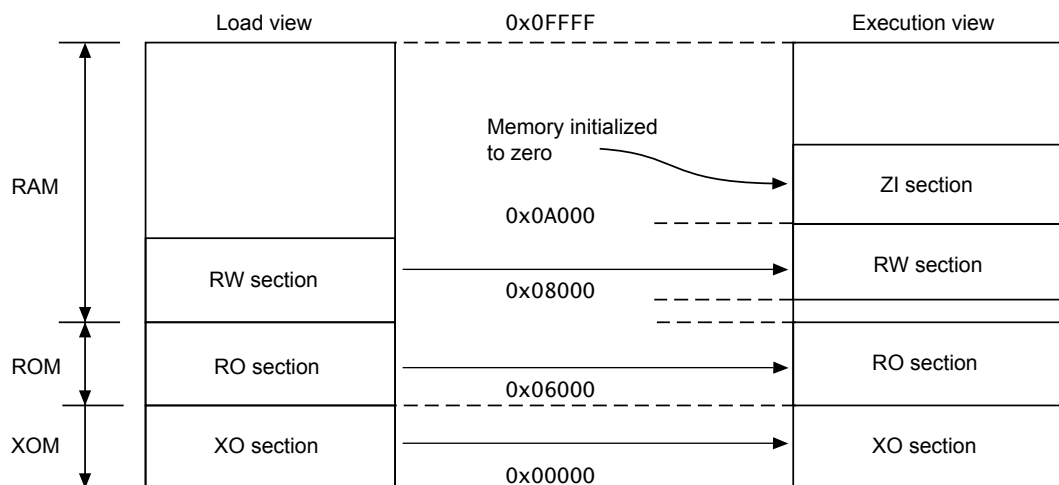 Load view
0x0FFFF
Execution view
Memory initialized
to zero
RAM
ZI section
0x0A000
RW section
RW section
0x08000
ROM
RO section
RO section
0x06000
XOM
XO section
XO section
0x00000